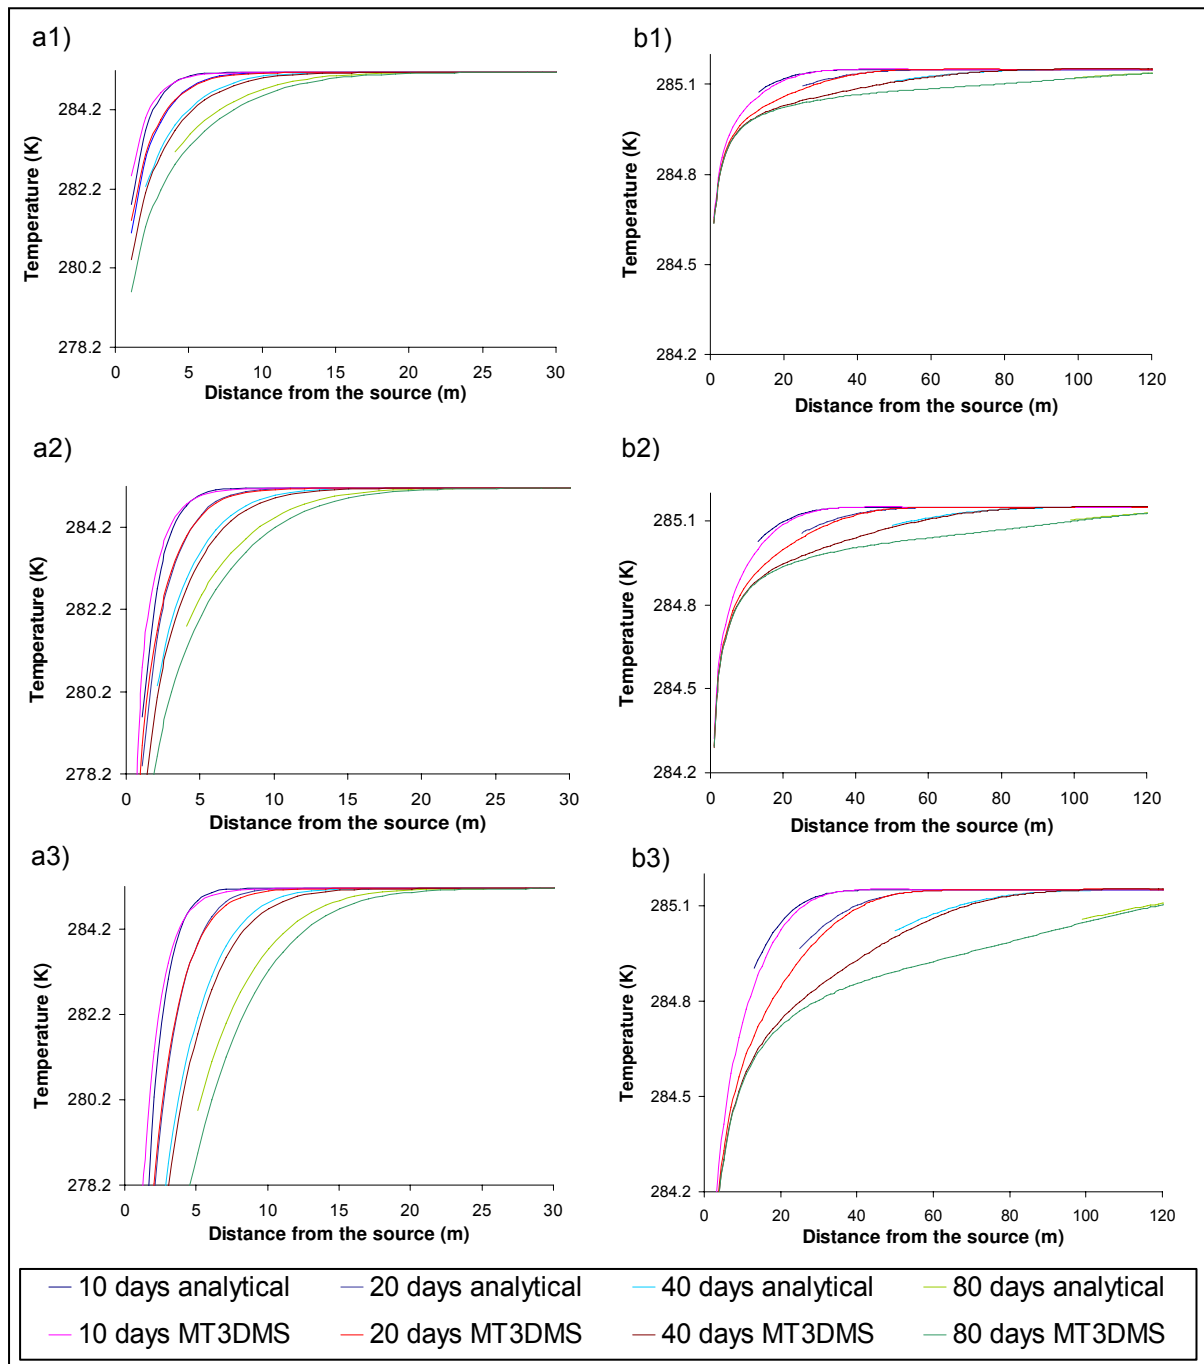 a1)
b1)
Temperature (K)
284.2
282.2
280.2
278.2
0 5 10 15 20 25 30
Distance from the source (m)
Temperature (K)
285.1
284.8
284.5
284.2
0 20 40 60 80 100 120
Distance from the source (m)
a2)
b2)
Temperature (K)
284.2
282.2
280.2
278.2
0 5 10 15 20 25 30
Distance from the source (m)
Temperature (K)
285.1
284.8
284.5
284.2
0 20 40 60 80 100 120
Distance from the source (m)
a3)
b3)
Temperature (K)
284.2
282.2
280.2
278.2
0 5 10 15 20 25 30
Distance from the source (m)
Temperature (K)
285.1
284.8
284.5
284.2
0 20 40 60 80 100 120
Distance from the source (m)
10 days analytical 20 days analytical 40 days analytical 80 days analytical
10 days MT3DMS 20 days MT3DMS 40 days MT3DMS 80 days MT3DMS